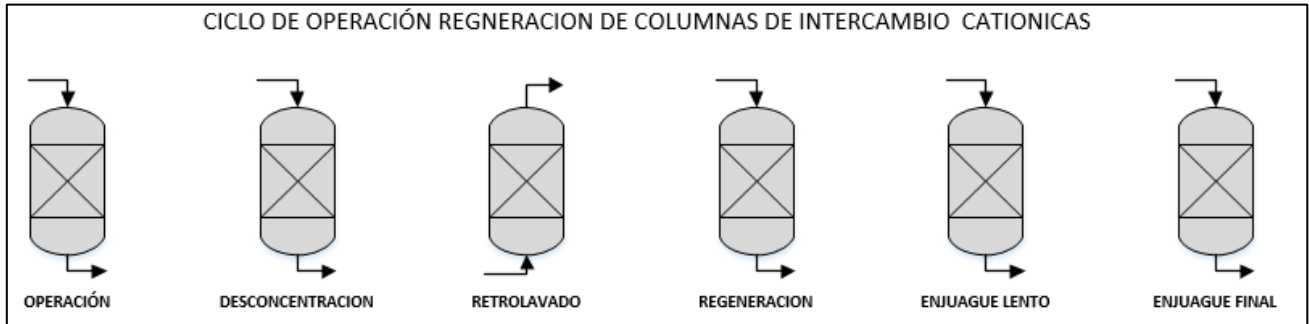 CICLO DE OPERACIÓN REGNERACION DE COLUMNAS DE INTERCAMBIO CATIONICAS
OPERACIÓN
DESCONCENTRACION
RETROLAVADO
REGENERACION
ENJUAGUE LENTO
ENJUAGUE FINAL